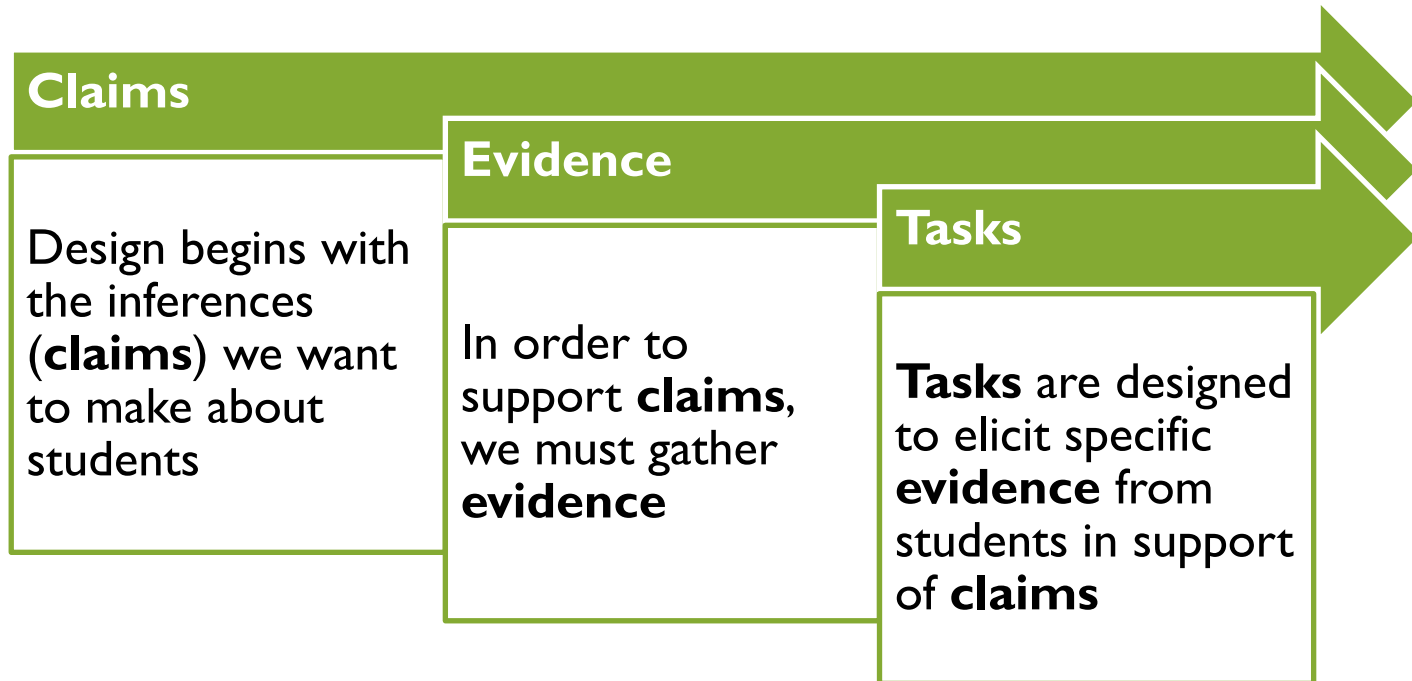 Claims
Design begins with
the inferences
(claims) we want
to make about
students
Evidence
In order to
support claims,
we must gather
evidence
Tasks
Tasks are designed
to elicit specific
evidence from
students in support
of claims